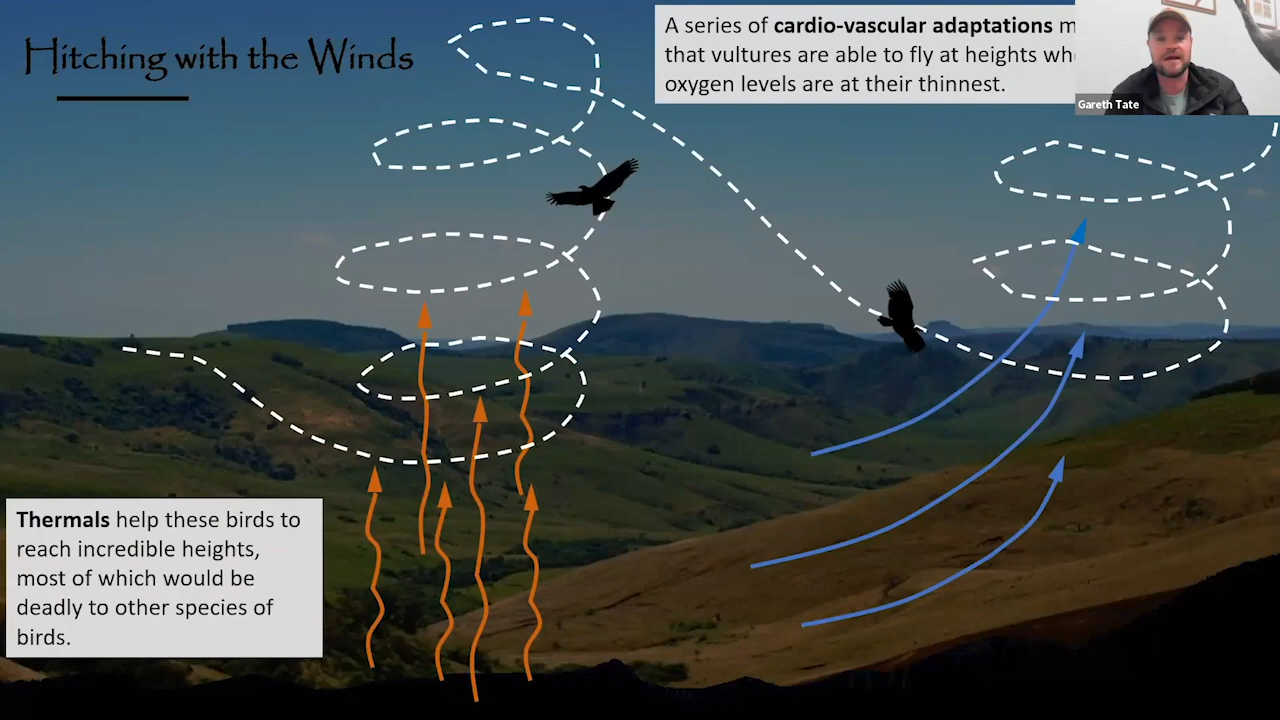 Hitching with the Winds
A series of cardio-vascular adaptations
that vultures are able to fly at heights
oxygen levels are at their thinnest.
Gareth Tate
Thermals help these birds to
reach incredible heights,
most of which would be
deadly to other species of
birds.